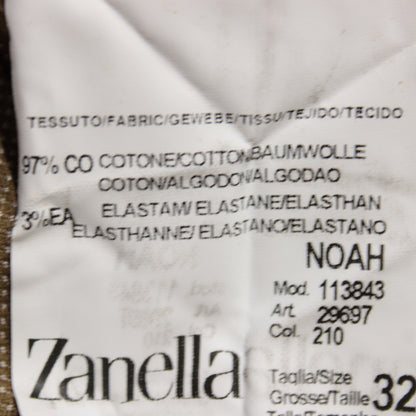 TESSUTO/FABRIC/GEWEBE/TISSU/TEJIDO/TECIDO
97% CO COTONE/COTTON/BAUMWOLLE
COTON/ALGODON/ALGODAO
3%EA ELASTAM/ELASTANE/ELASTHAN
ELASTHANNE/ELASTANO/ELASTANO
NOAH
Mod. 113843
Art. 29697
Col. 210
Zanella
Taglia/Size
Grosse/Taille 32